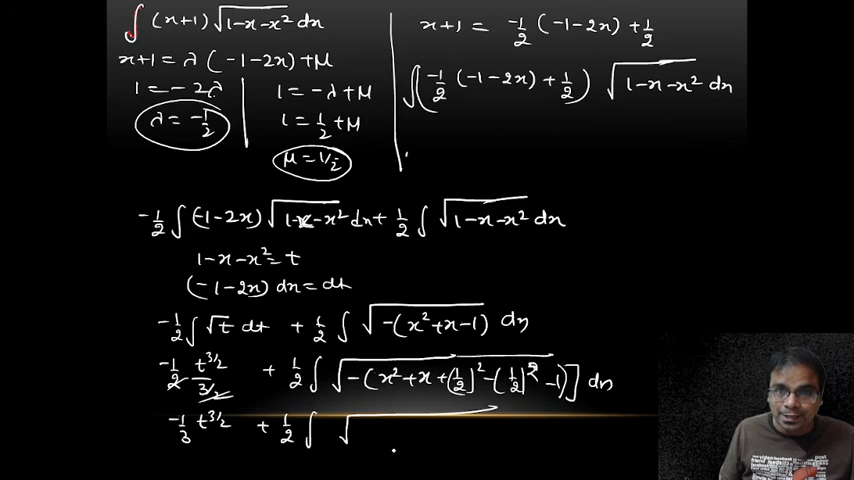 ∫ (x+1) √(1-x-x²) dx
x+1 = λ (-1-2x) + μ
1 = -2λ
λ = -1/2
1 = -λ + μ
1 = 1/2 + μ
μ = 1/2
x+1 = -1/2 (-1-2x) + 1/2
∫(-1/2 (-1-2x) + 1/2) √(1-x-x²) dx
-1/2 ∫(-1-2x) √(1-x-x²) dx + 1/2 ∫ √(1-x-x²) dx
1-x-x² = t
(-1-2x) dx = dt
-1/2 ∫ √t dt + 1/2 ∫ √(-(x²+x-1)) dx
-1/2 t^3/2 / 3/2 + 1/2 ∫ √(-(x²+x+(1/2)²-(1/2)²-1)] dx
-1/3 t^3/2 + 1/2 ∫ √